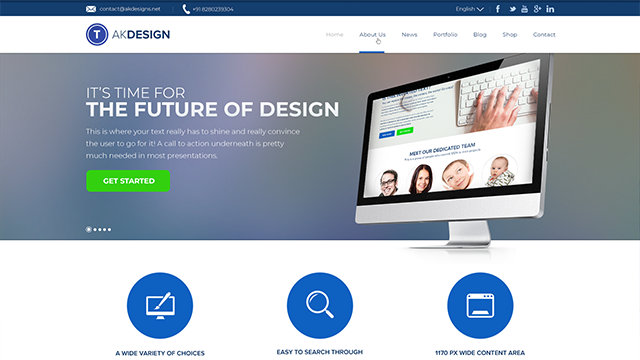 contact@akdesigns.net
+91 8280239304
English
T AKDESIGN
Home
About Us
News
Portfolio
Blog
Shop
Contact
IT'S TIME FOR
THE FUTURE OF DESIGN
This is where your text really has to shine and really convince
the user to go for it! A call to action underneath is pretty
much needed in most presentations.
GET STARTED
MEET OUR DEDICATED TEAM
A WIDE VARIETY OF CHOICES
EASY TO SEARCH THROUGH
1170 PX WIDE CONTENT AREA